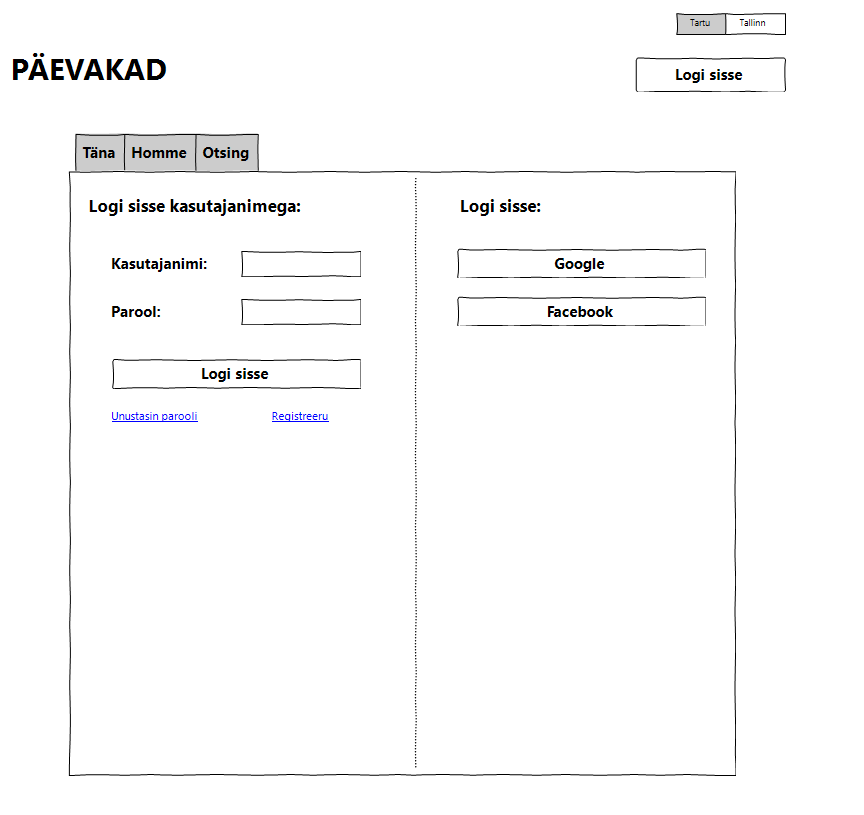 Tartu Tallinn
PÄEVAKAD
Logi sisse
Täna Homme Otsing
Logi sisse kasutajanimega:
Kasutajanimi:
Parool:
Logi sisse
Unustasin parooli Registreeru
Logi sisse:
Google
Facebook